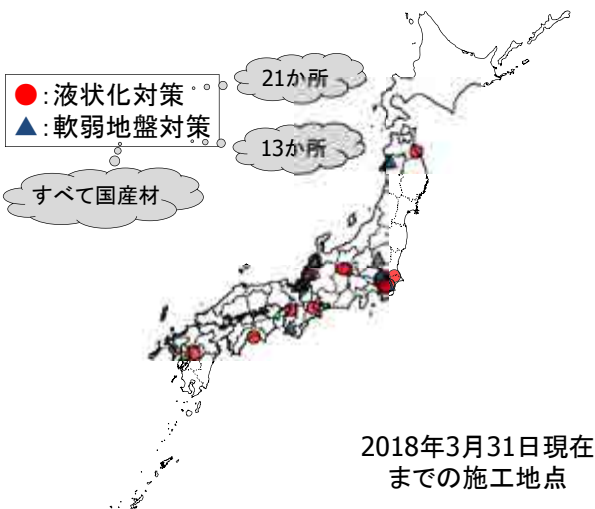 21か所
●:液状化対策
▲:軟弱地盤対策
13か所
すべて国産材
2018年3月31日現在
までの施工地点